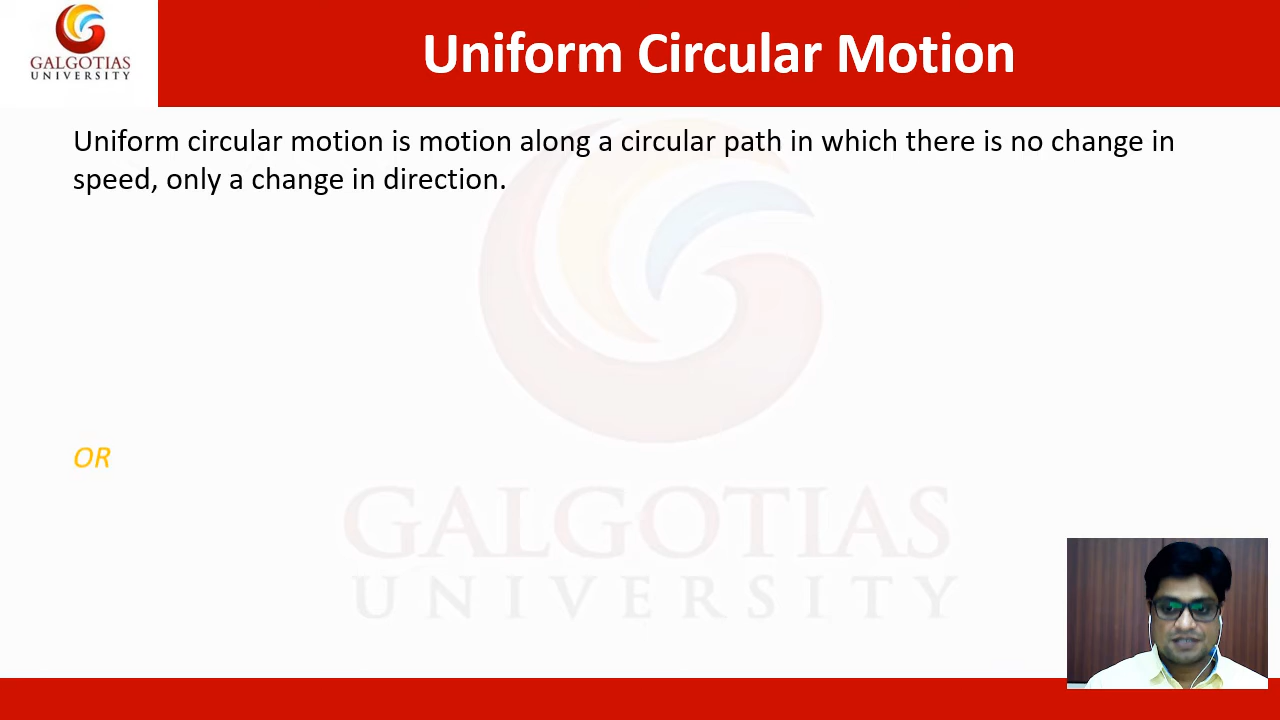 GALGOTIAS
UNIVERSITY
Uniform Circular Motion
Uniform circular motion is motion along a circular path in which there is no change in
speed, only a change in direction.
OR
GALGOTIAS
UNIVERSITY